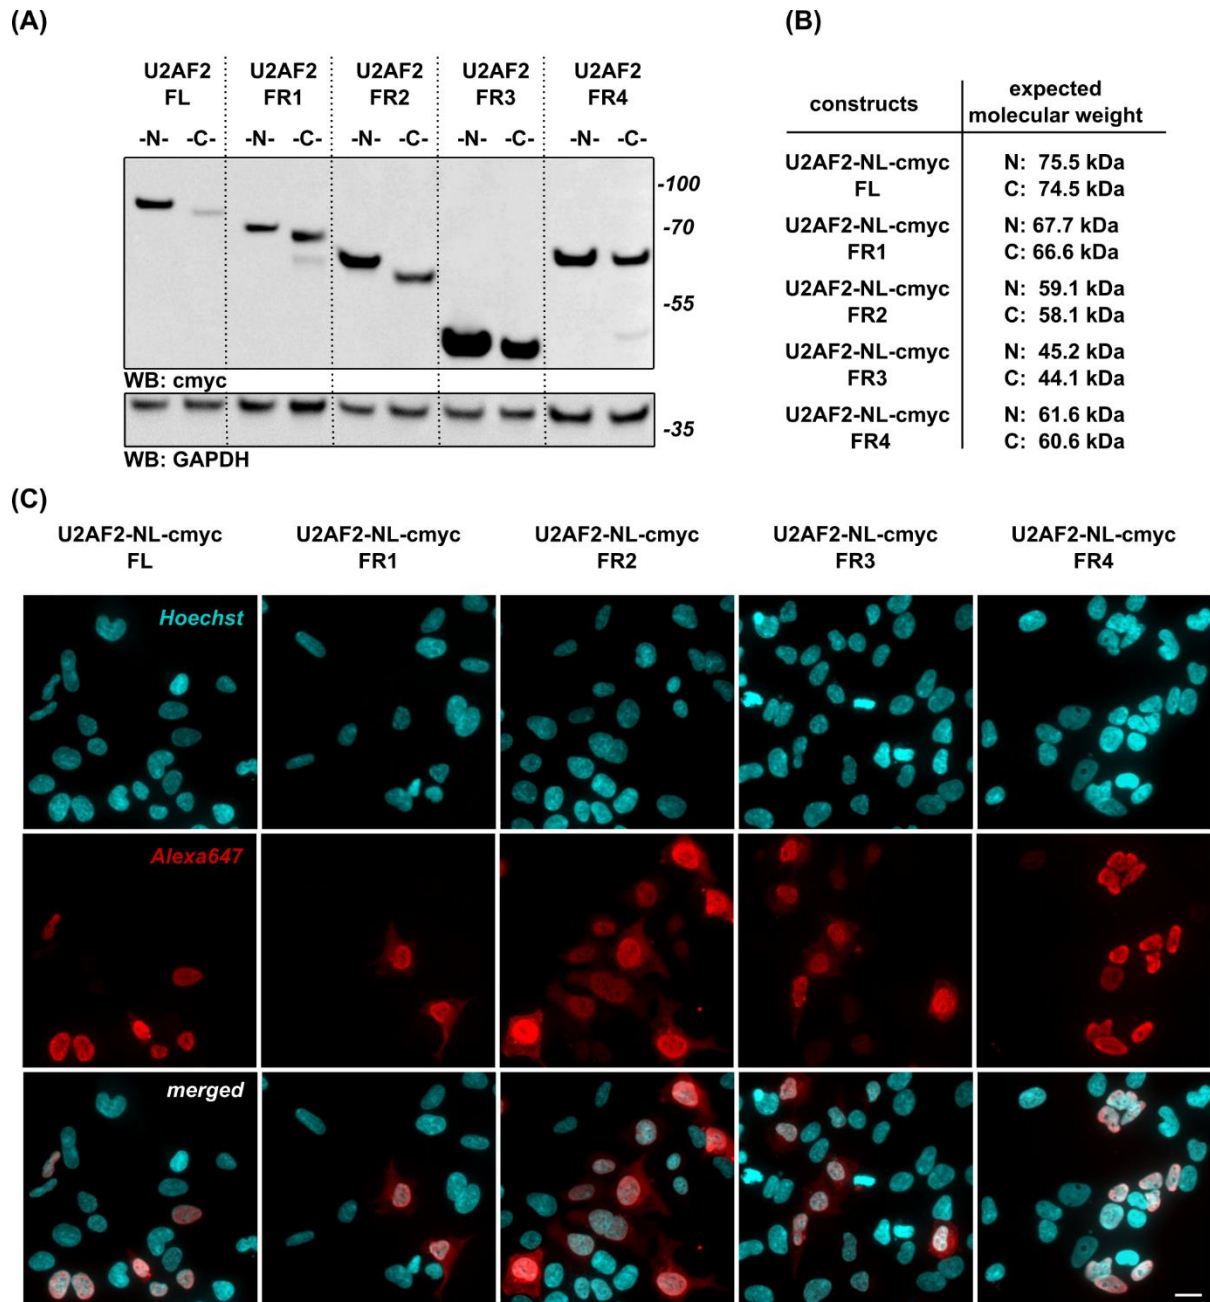 (A)
U2AF2 U2AF2 U2AF2 U2AF2 U2AF2
FL FR1 FR2 FR3 FR4
-N- -C- -N- -C- -N- -C- -N- -C- -N- -C-
-100
-70
-55
WB: cmyc
-35
WB: GAPDH
(B)
constructs expected
molecular weight
U2AF2-NL-cmyc N: 75.5 kDa
FL C: 74.5 kDa
U2AF2-NL-cmyc N: 67.7 kDa
FR1 C: 66.6 kDa
U2AF2-NL-cmyc N: 59.1 kDa
FR2 C: 58.1 kDa
U2AF2-NL-cmyc N: 45.2 kDa
FR3 C: 44.1 kDa
U2AF2-NL-cmyc N: 61.6 kDa
FR4 C: 60.6 kDa
(C)
U2AF2-NL-cmyc U2AF2-NL-cmyc U2AF2-NL-cmyc U2AF2-NL-cmyc U2AF2-NL-cmyc
FL FR1 FR2 FR3 FR4
Hoechst
Alexa647
merged